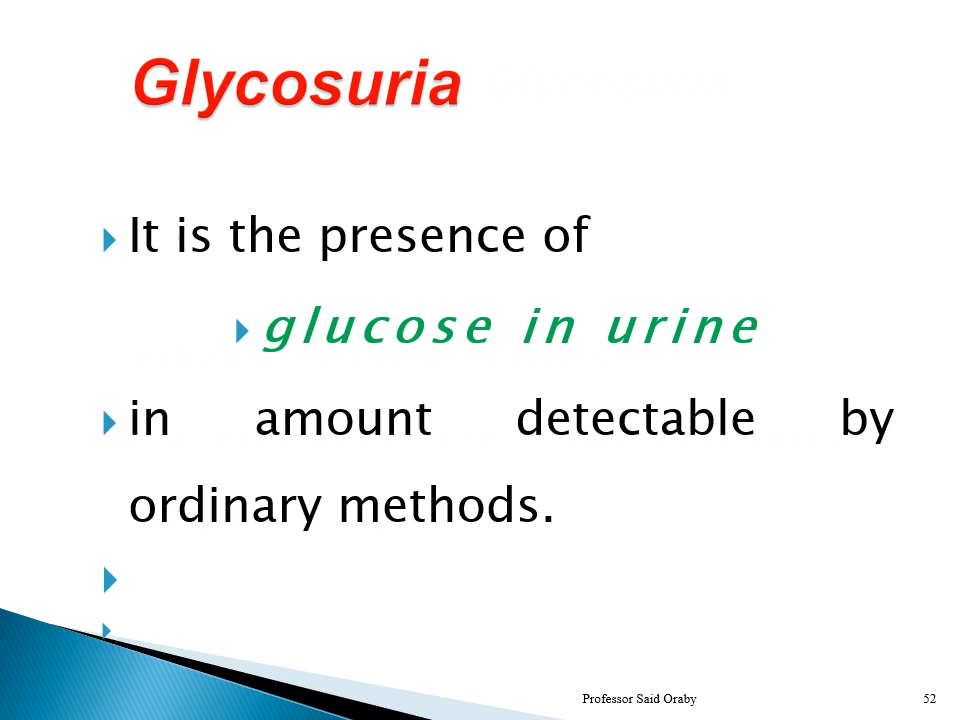 Glycosuria
It is the presence of
glucose in urine
in amount detectable by
ordinary methods.
Professor Said Oraby 52